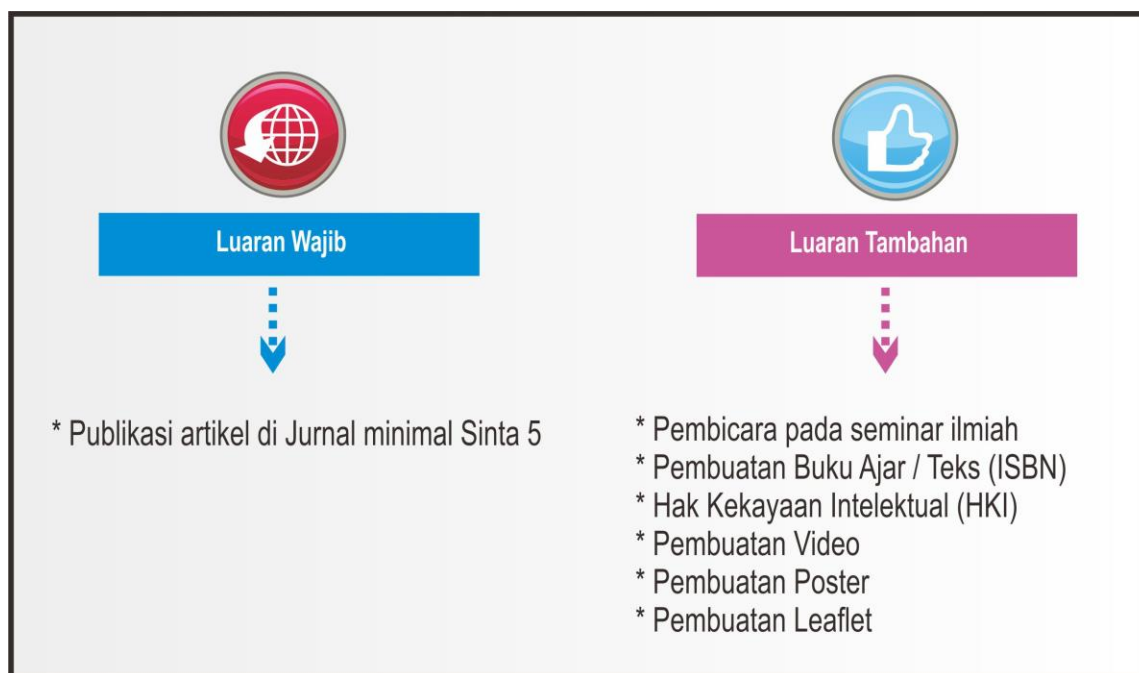 Luaran Wajib
* Publikasi artikel di Jurnal minimal Sinta 5
Luaran Tambahan
* Pembicara pada seminar ilmiah
* Pembuatan Buku Ajar / Teks (ISBN)
* Hak Kekayaan Intelektual (HKI)
* Pembuatan Video
* Pembuatan Poster
* Pembuatan Leaflet